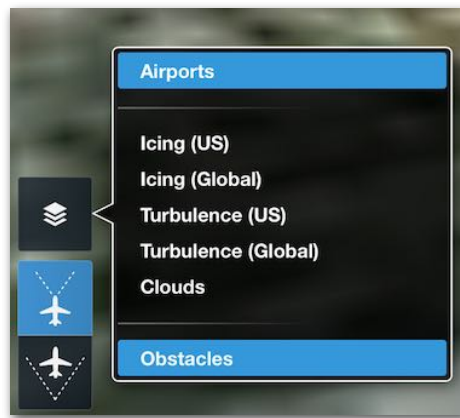 Airports
Icing (US)
Icing (Global)
Turbulence (US)
Turbulence (Global)
Clouds
Obstacles